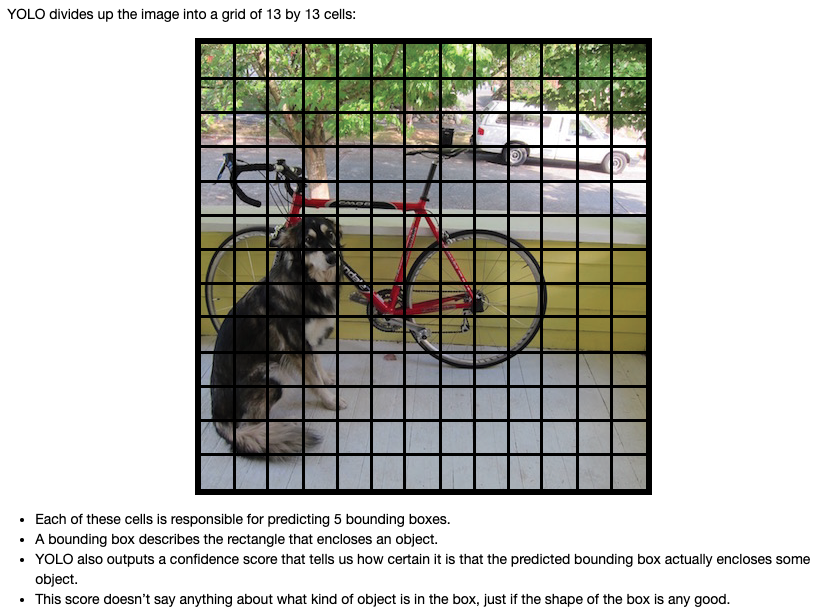 YOLO divides up the image into a grid of 13 by 13 cells:
• Each of these cells is responsible for predicting 5 bounding boxes.
• A bounding box describes the rectangle that encloses an object.
• YOLO also outputs a confidence score that tells us how certain it is that the predicted bounding box actually encloses some
object.
• This score doesn’t say anything about what kind of object is in the box, just if the shape of the box is any good.